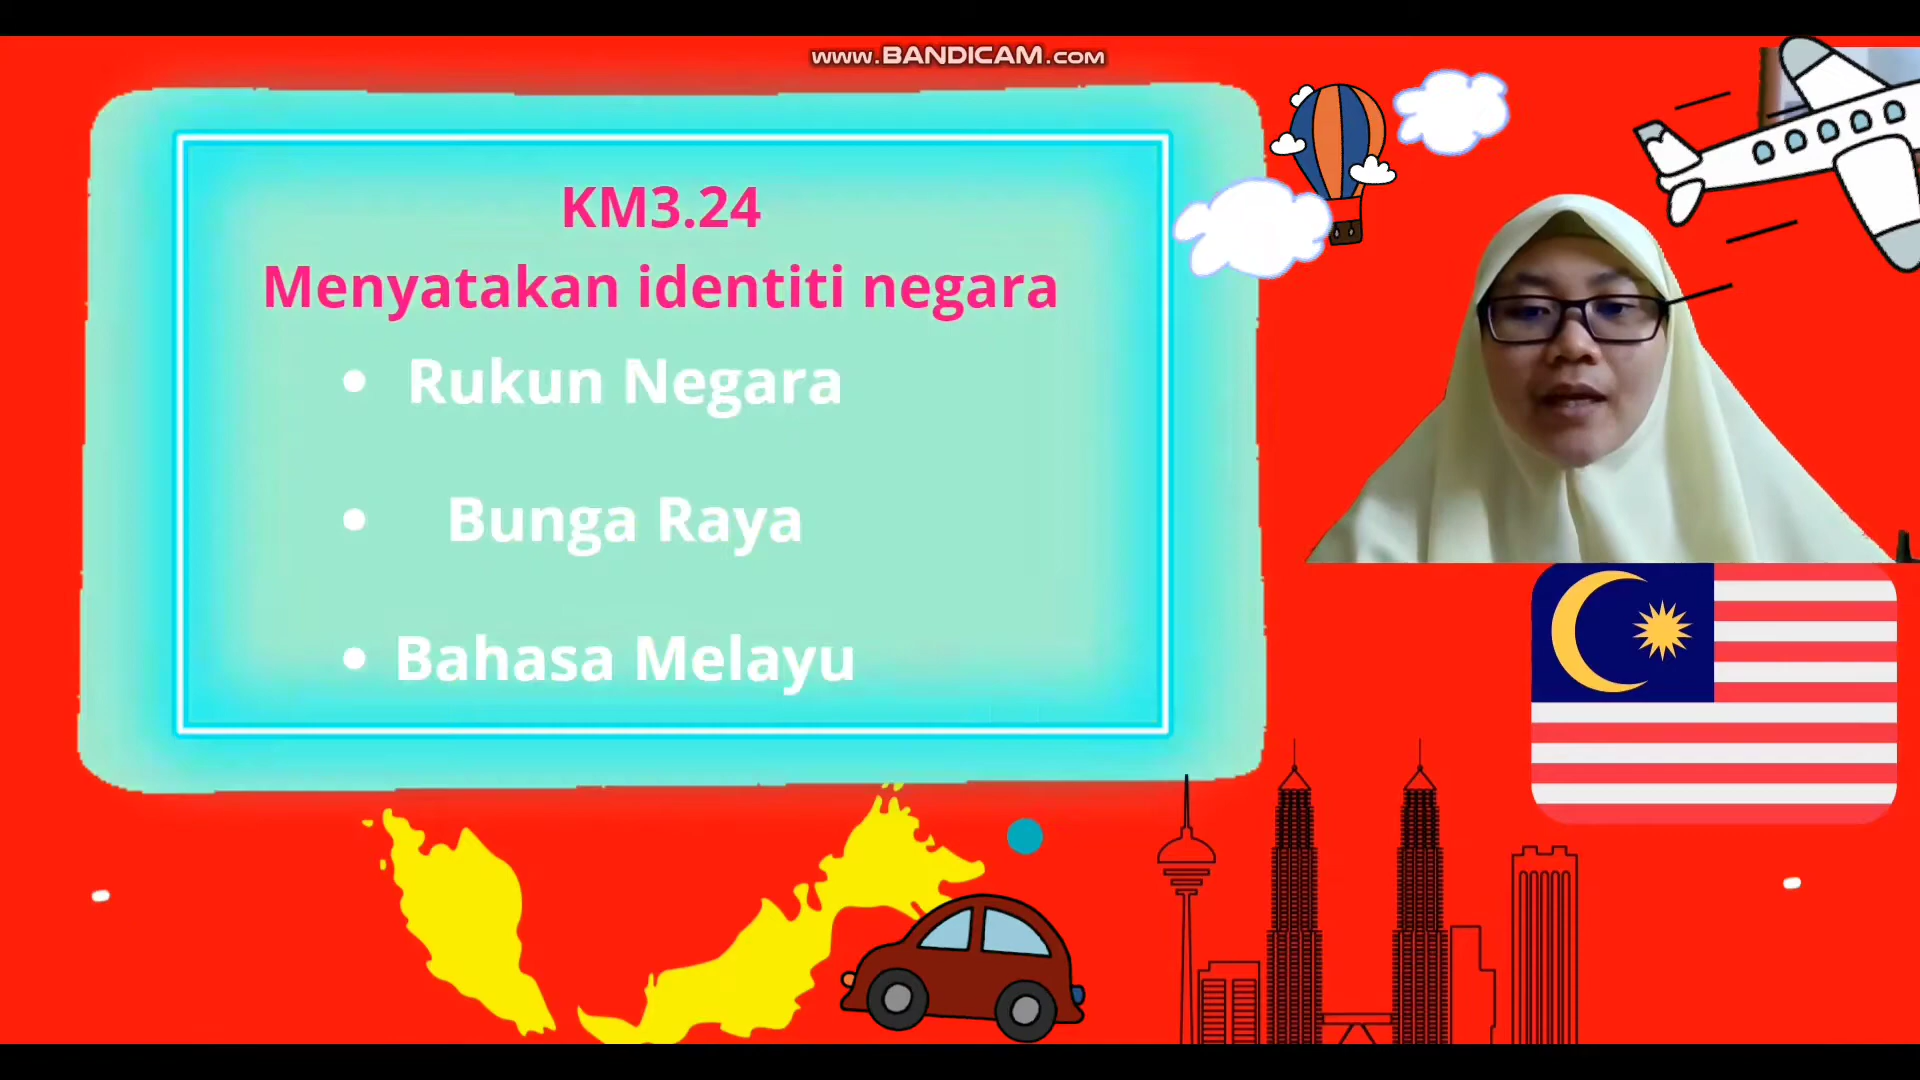 www.BANDICAM.com
KM3.24
Menyatakan identiti negara
• Rukun Negara
• Bunga Raya
• Bahasa Melayu